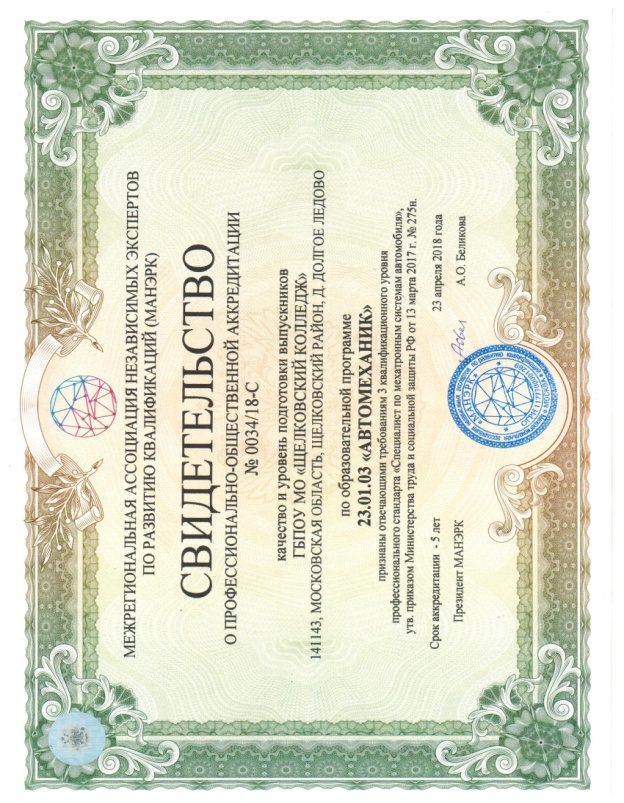 МЕЖРЕГИОНАЛЬНАЯ АССОЦИАЦИЯ НЕЗАВИСИМЫХ ЭКСПЕРТОВ
ПО РАЗВИТИЮ КВАЛИФИКАЦИЙ (МАНЭРК)
СВИДЕТЕЛЬСТВО
О ПРОФЕССИОНАЛЬНО-ОБЩЕСТВЕННОЙ АККРЕДИТАЦИИ
№ 0034/18-С
качество и уровень подготовки выпускников
ГБПОУ МО «ЩЕЛКОВСКИЙ КОЛЛЕДЖ»
141143, МОСКОВСКАЯ ОБЛАСТЬ, ЩЕЛКОВСКИЙ РАЙОН, Д. ДОЛГОЕ ЛЕДОВО
по образовательной программе
23.01.03 «АВТОМЕХАНИК»
признаны отвечающими требованиям 3 квалификационного уровня
профессионального стандарта «Специалист по мехатронным системам автомобиля»,
утв. приказом Министерства труда и социальной защиты РФ от 13 марта 2017 г. № 275н.
Срок аккредитации - 5 лет
23 апреля 2018 года
Президент МАНЭРК
А.О. Беликова